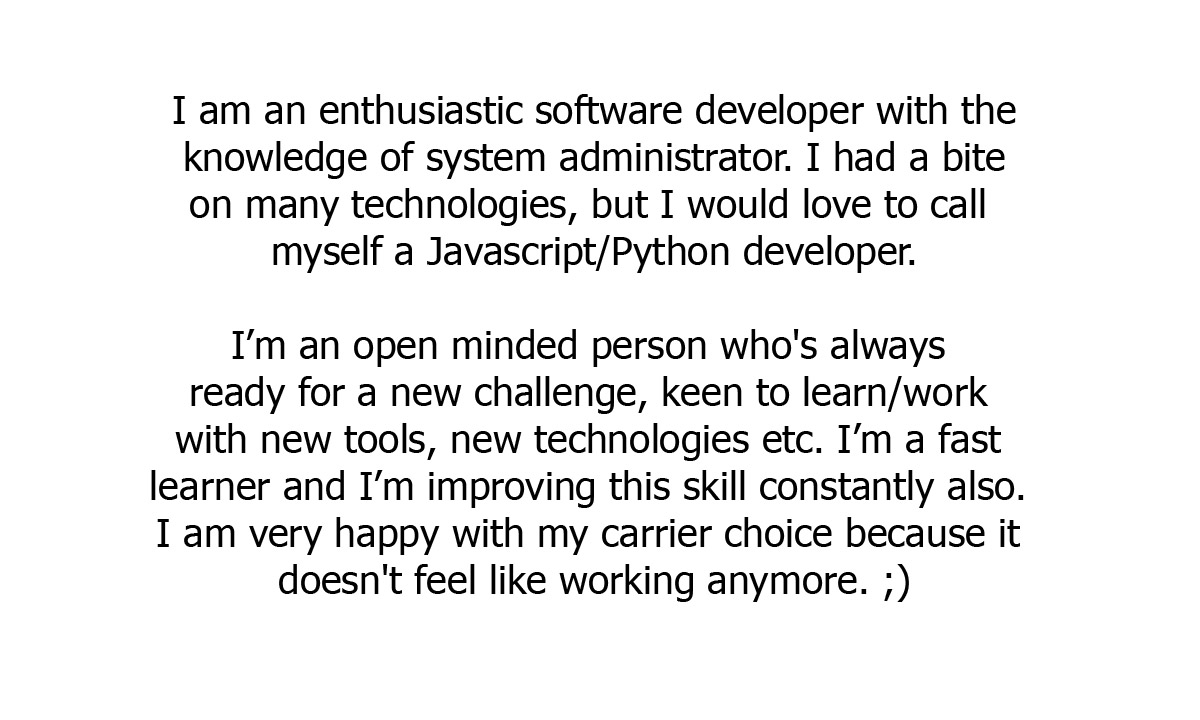 I am an enthusiastic software developer with the
knowledge of system administrator. I had a bite
on many technologies, but I would love to call
myself a Javascript/Python developer.
I’m an open minded person who's always
ready for a new challenge, keen to learn/work
with new tools, new technologies etc. I’m a fast
learner and I’m improving this skill constantly also.
I am very happy with my carrier choice because it
doesn't feel like working anymore. ;)